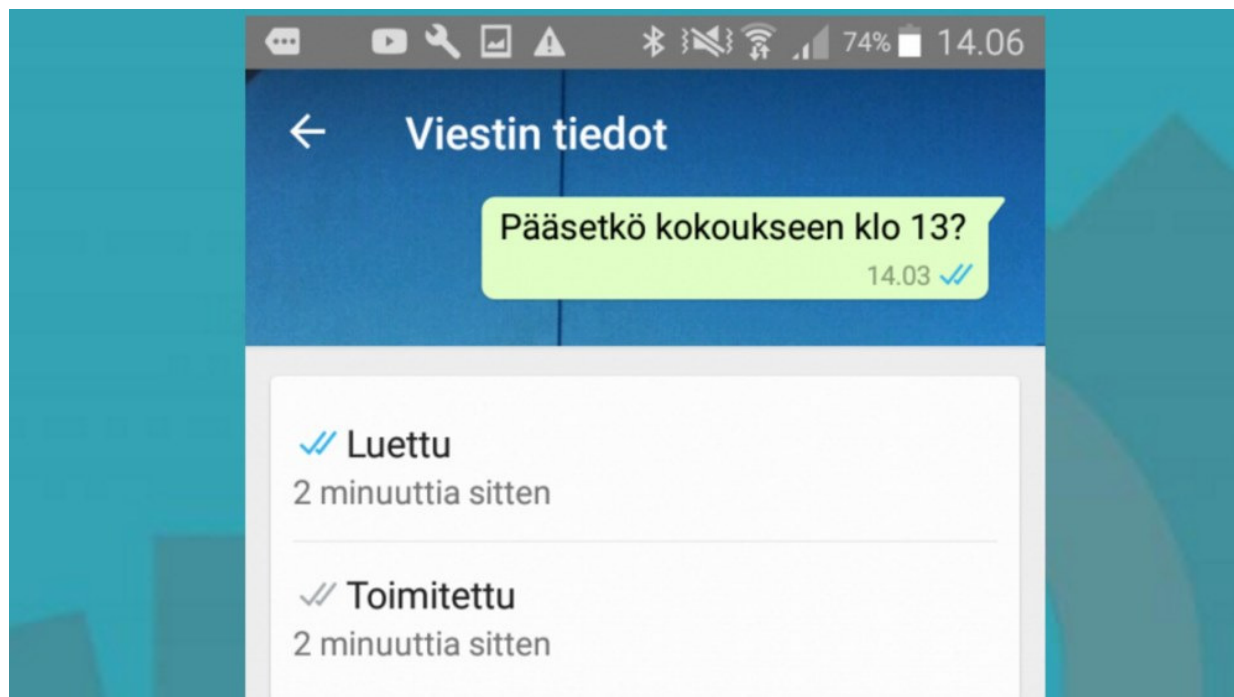 74% 14.06
Viestin tiedot
Pääsetkö kokoukseen klo 13?
14.03
Luettu
2 minuuttia sitten
Toimitettu
2 minuuttia sitten